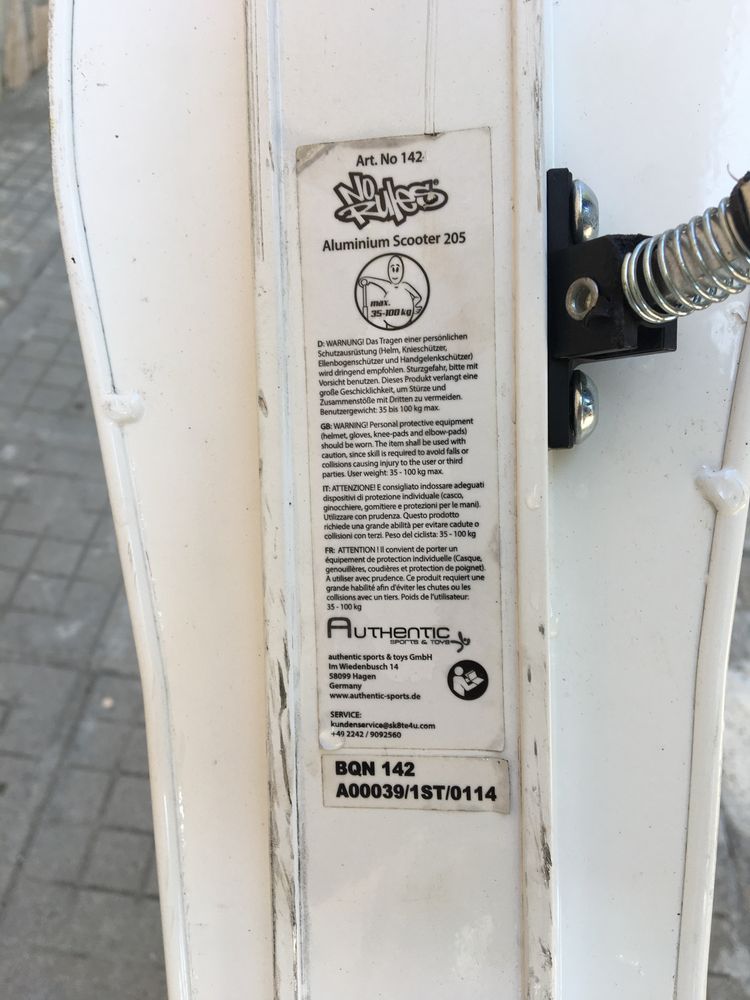 Art. No 142
No Rules®
Aluminium Scooter 205
max.
35-100 kg
D: WARNUNG! Das Tragen einer persönlichen
Schutzausrüstung (Helm, Knieschützer,
Ellenbogenschützer und Handgelenkschützer)
wird dringend empfohlen. Sturzgefahr, bitte mit
Vorsicht benutzen. Dieses Produkt verlangt eine
große Geschicklichkeit, um Stürze und
Zusammenstöße mit Dritten zu vermeiden.
Benutzergewicht: 35 bis 100 kg max.
GB: WARNING! Personal protective equipment
(helmet, gloves, knee-pads and elbow-pads)
should be worn. The item shall be used with
caution, since skill is required to avoid falls or
collisions causing injury to the user or third
parties. User weight: 35 - 100 kg max.
IT: ATTENZIONE! E consigliato indossare adeguati
dispositivi di protezione individuale (casco,
ginocchiere, gomitiere e protezioni per le mani).
Utilizzare con prudenza. Questo prodotto
richiede una grande abilità per evitare cadute o
collisioni con terzi. Peso del ciclista: 35 - 100 kg
FR: ATTENTION ! Il convient de porter un
équipement de protection individuelle (Casque,
genouillères, coudières et protection de poignet).
A utiliser avec prudence. Ce produit requiert une
grande habilité afin d'éviter les chutes ou les
collisions avec un tiers. Poids de l'utilisateur:
35 - 100 kg
AUTHENTIC
SPORTS & TOYS
authentic sports & toys GmbH
Im Wiedenbusch 14
58099 Hagen
Germany
www.authentic-sports.de
SERVICE:
kundenservice@sk8te4u.com
+49 2242 / 9092560
BQN 142
A00039/1ST/0114